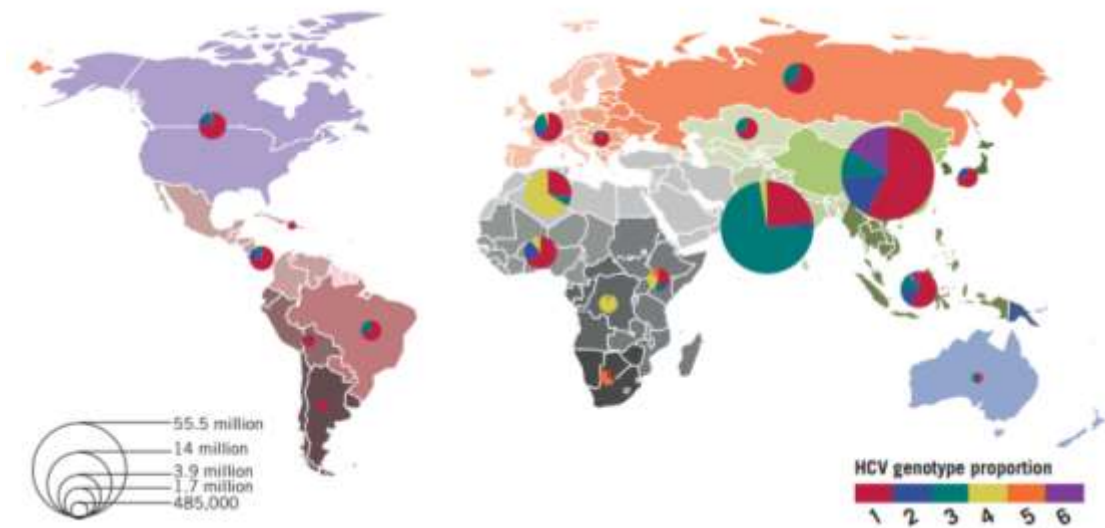 55.5 million
14 million
3.9 million
1.7 million
485,000
HCV genotype proportion
1 2 3 4 5 6